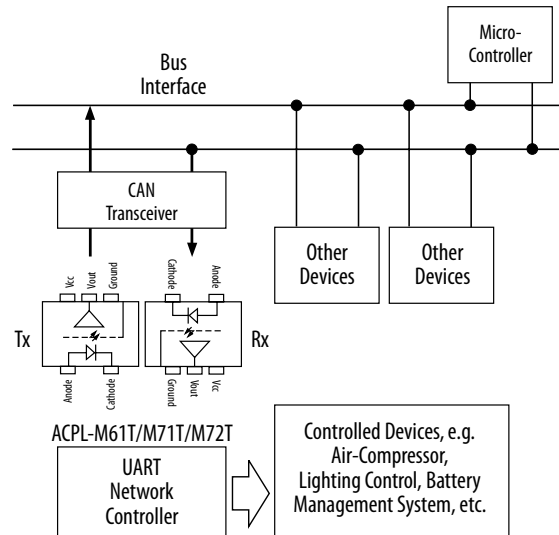 Micro-
Controller
Bus
Interface
CAN
Transceiver
Other
Devices
Other
Devices
Vcc
Vout
Ground
Cathode
Anode
Tx
Rx
Anode
Cathode
Ground
Vout
Vcc
ACPL-M61T/M71T/M72T
UART
Network
Controller
Controlled Devices, e.g.
Air-Compressor,
Lighting Control, Battery
Management System, etc.